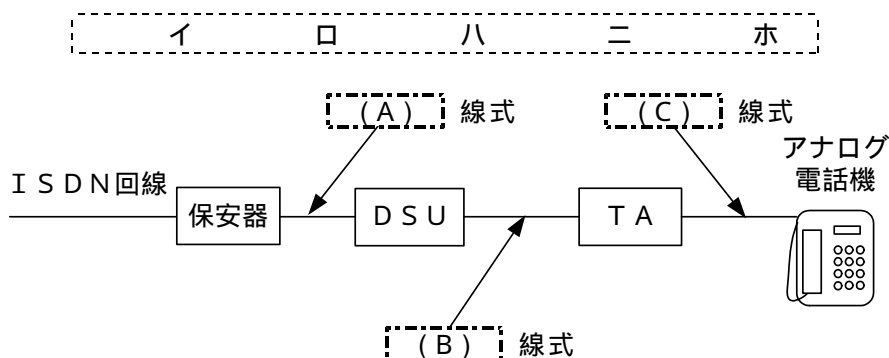 イ ロ ハ ニ ホ
(A) 線式
(C) 線式
アナログ
電話機
ISDN回線
保安器
DSU
TA
(B) 線式